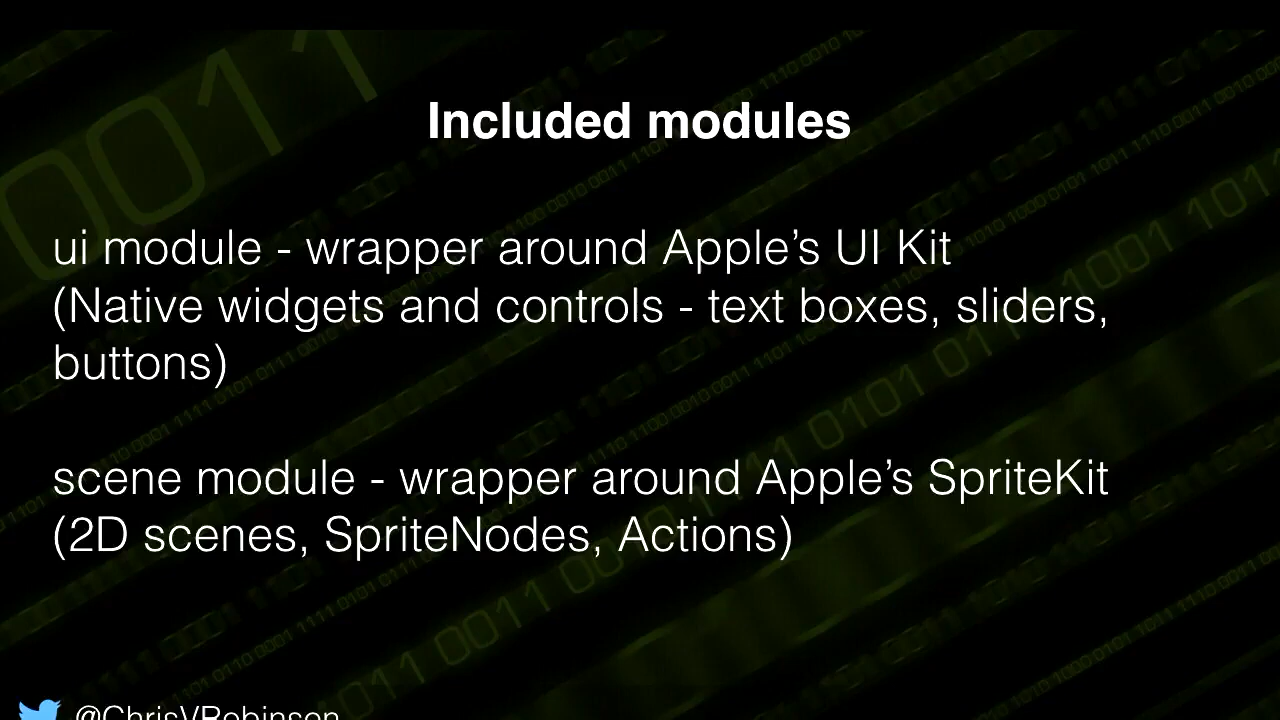 Included modules
ui module - wrapper around Apple’s UI Kit
(Native widgets and controls - text boxes, sliders,
buttons)
scene module - wrapper around Apple’s SpriteKit
(2D scenes, SpriteNodes, Actions)
@ChrisVRobinson